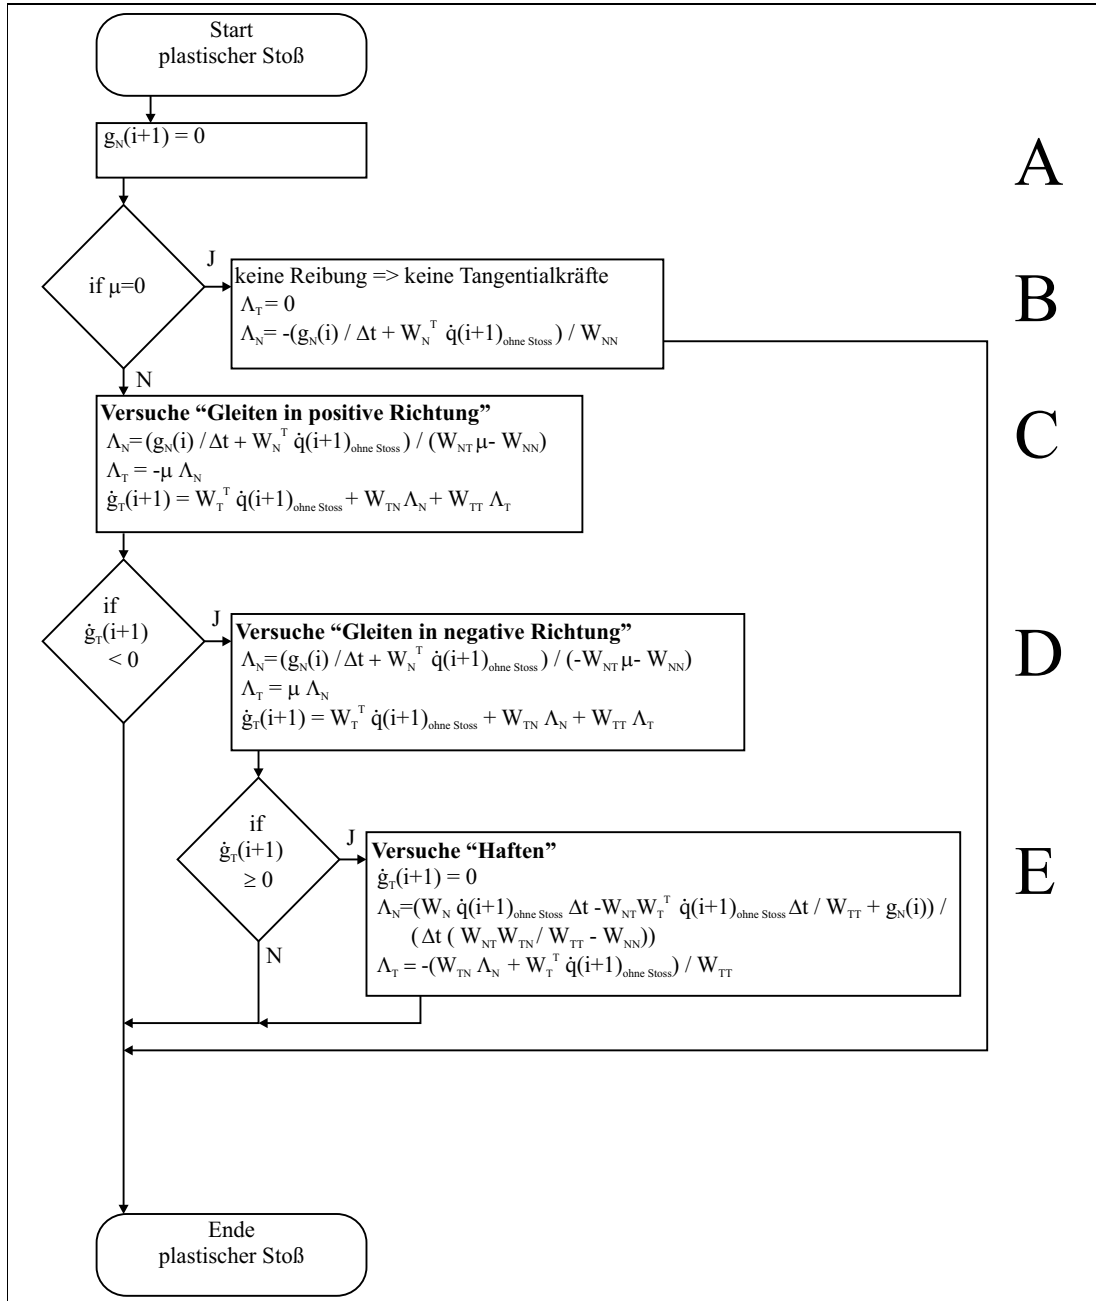 Start
plastischer Stoß
g_N(i+1) = 0
A
if μ=0
J
keine Reibung => keine Tangentialkräfte
Λ_T = 0
Λ_N= -(g_N(i) / Δt + W_N^T q̇(i+1)_ohne Stoss) / W_NN
B
N
Versuche “Gleiten in positive Richtung”
Λ_N=(g_N(i) / Δt + W_N^T q̇(i+1)_ohne Stoss) / (W_NT μ- W_NN)
Λ_T = -μ Λ_N
ġ_T(i+1) = W_T^T q̇(i+1)_ohne Stoss + W_TN Λ_N + W_TT Λ_T
C
if
ġ_T(i+1)
< 0
J
Versuche “Gleiten in negative Richtung”
Λ_N=(g_N(i) / Δt + W_N^T q̇(i+1)_ohne Stoss) / (-W_NT μ- W_NN)
Λ_T = μ Λ_N
ġ_T(i+1) = W_T^T q̇(i+1)_ohne Stoss + W_TN Λ_N + W_TT Λ_T
D
if
ġ_T(i+1)
≥ 0
J
Versuche “Haften”
ġ_T(i+1) = 0
Λ_N=(W_N q̇(i+1)_ohne Stoss Δt -W_NT W_T^T q̇(i+1)_ohne Stoss Δt / W_TT + g_N(i)) /
(Δt ( W_NT W_TN / W_TT - W_NN))
Λ_T = -(W_TN Λ_N + W_T^T q̇(i+1)_ohne Stoss) / W_TT
E
N
Ende
plastischer Stoß